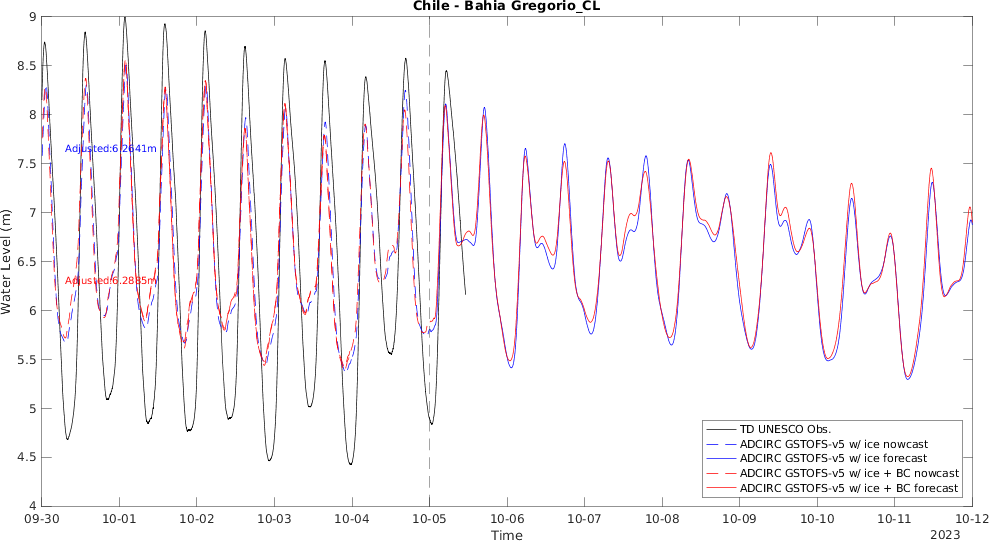 Chile - Bahia Gregorio_CL
Water Level (m)
9
8.5
8
7.5
7
6.5
6
5.5
5
4.5
4
Adjusted:6.2641m
Adjusted:6.2885m
TD UNESCO Obs.
ADCIRC GSTOFS-v5 w/ ice nowcast
ADCIRC GSTOFS-v5 w/ ice forecast
ADCIRC GSTOFS-v5 w/ ice + BC nowcast
ADCIRC GSTOFS-v5 w/ ice + BC forecast
09-30 10-01 10-02 10-03 10-04 10-05 10-06 10-07 10-08 10-09 10-10 10-11 10-12
Time
2023